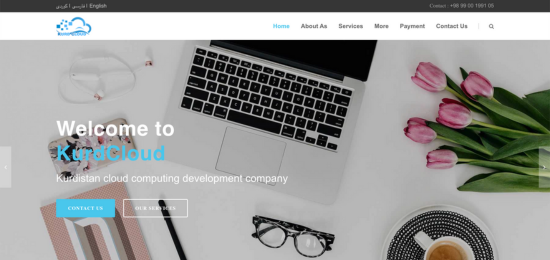 کوردی | فارسی | English
Contact +98 99 00 1991 05
Home About As Services More Payment Contact Us
Welcome to
KurdCloud
Kurdistan cloud computing development company
CONTACT US OUR SERVICES